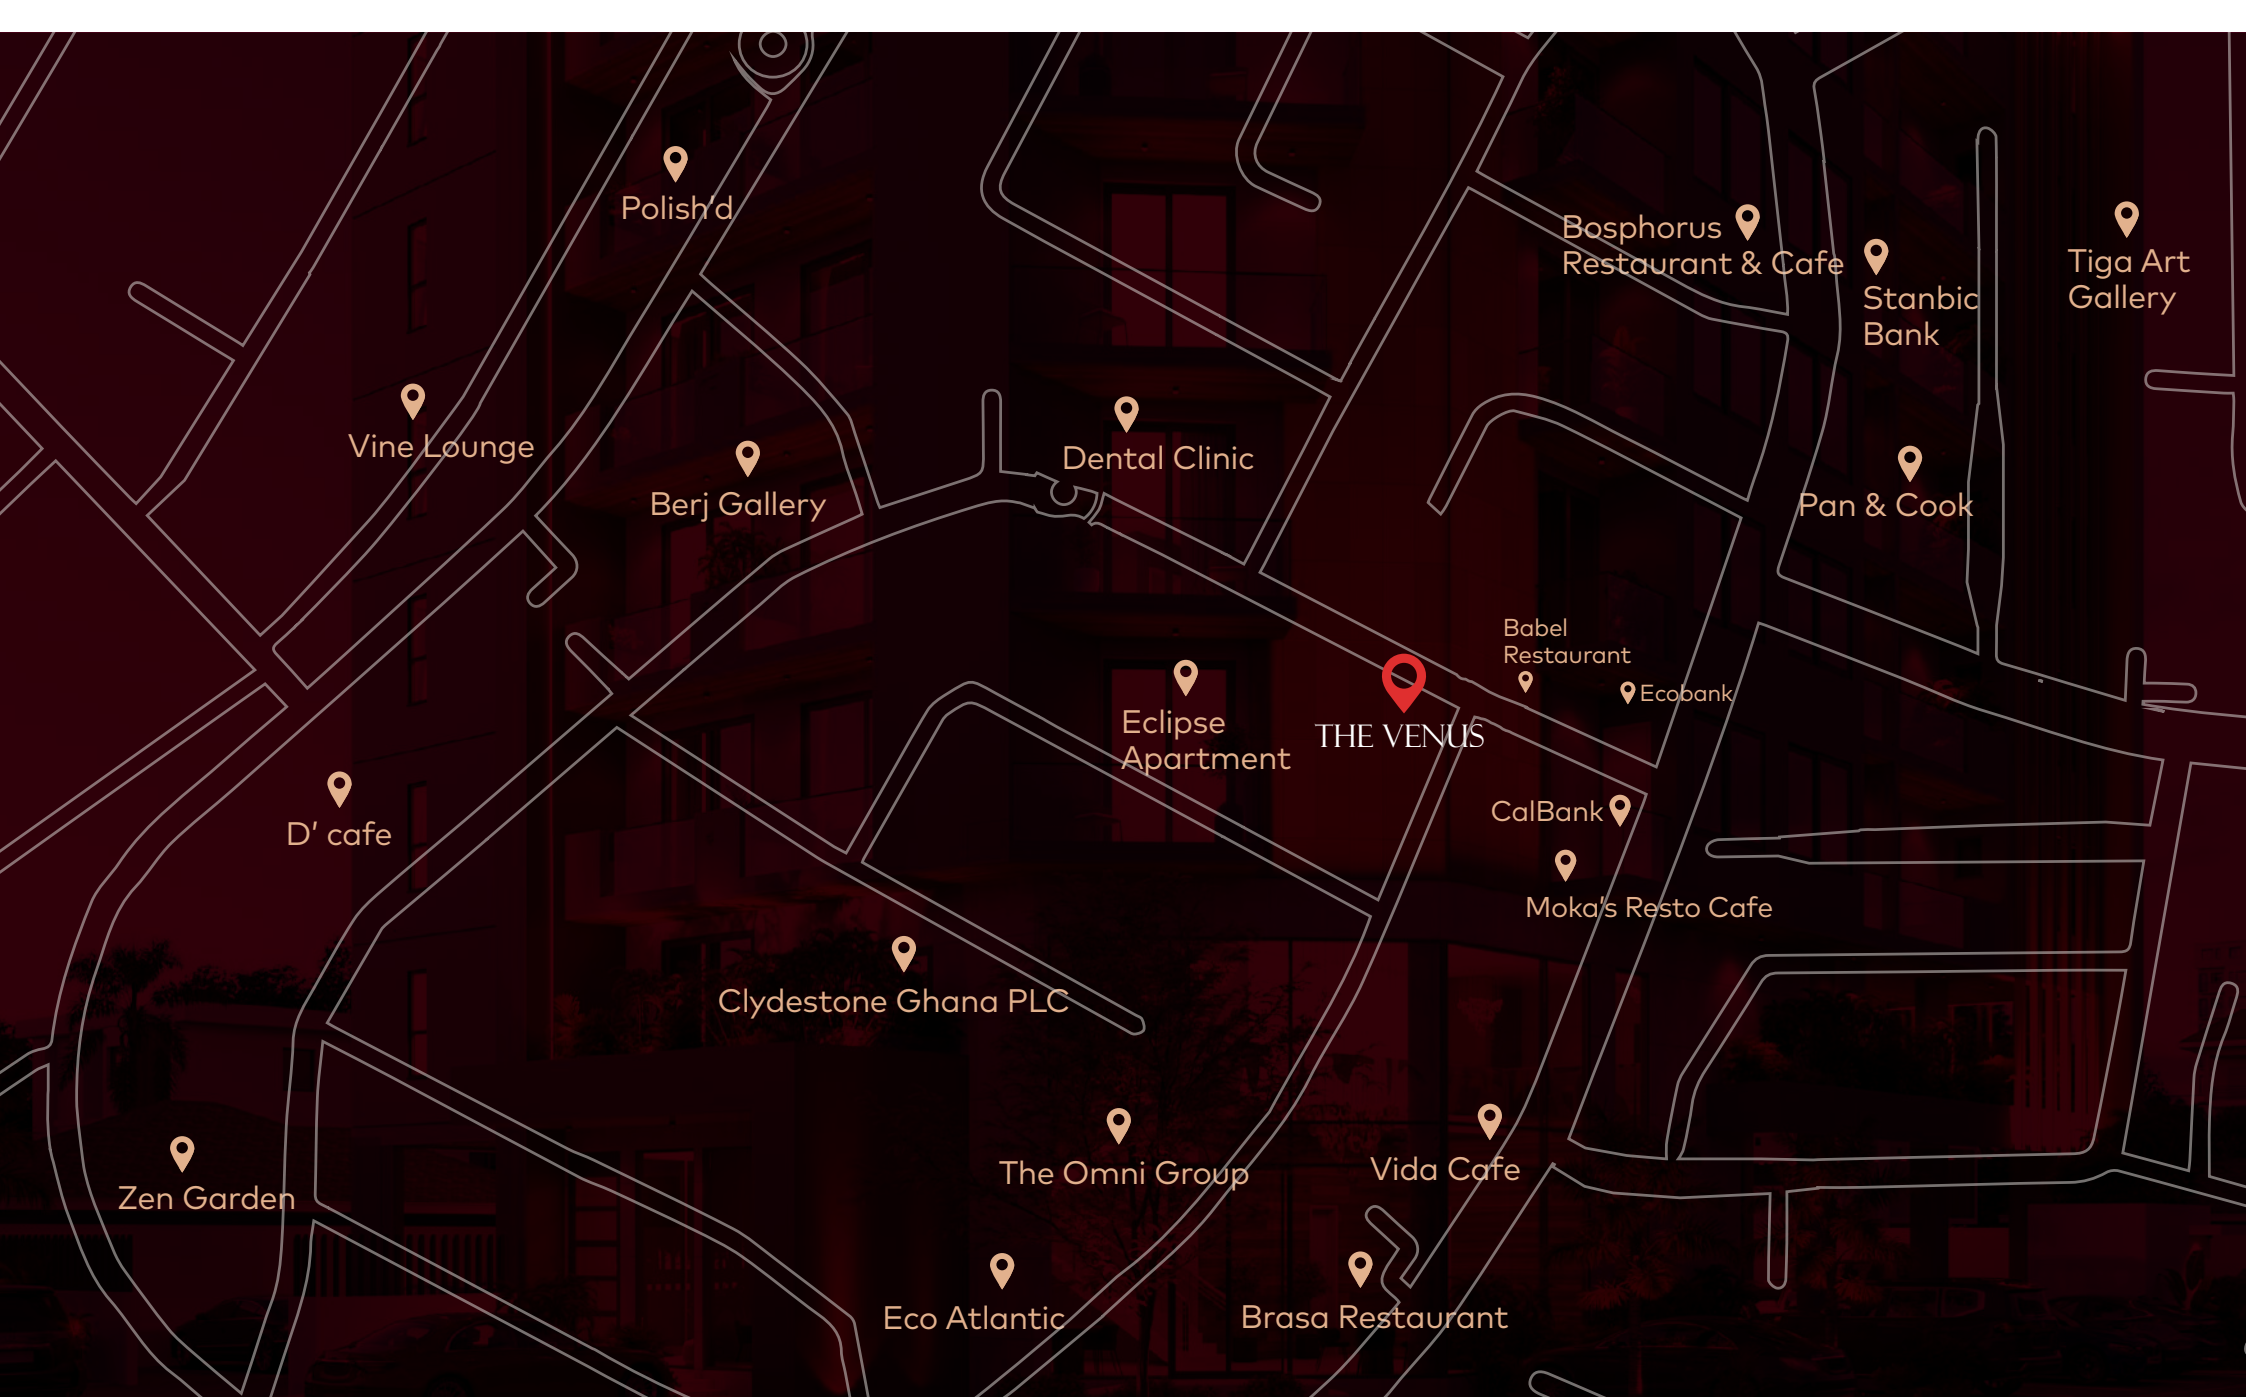 Polish'd
Bosphorus
Restaurant & Cafe
Stanbic
Bank
Tiga Art
Gallery
Vine Lounge
Berj Gallery
Dental Clinic
Pan & Cook
Babel
Restaurant
Ecobank
Eclipse
Apartment
THE VENUS
CalBank
D' cafe
Moka's Resto Cafe
Clydestone Ghana PLC
The Omni Group
Vida Cafe
Zen Garden
Eco Atlantic
Brasa Restaurant